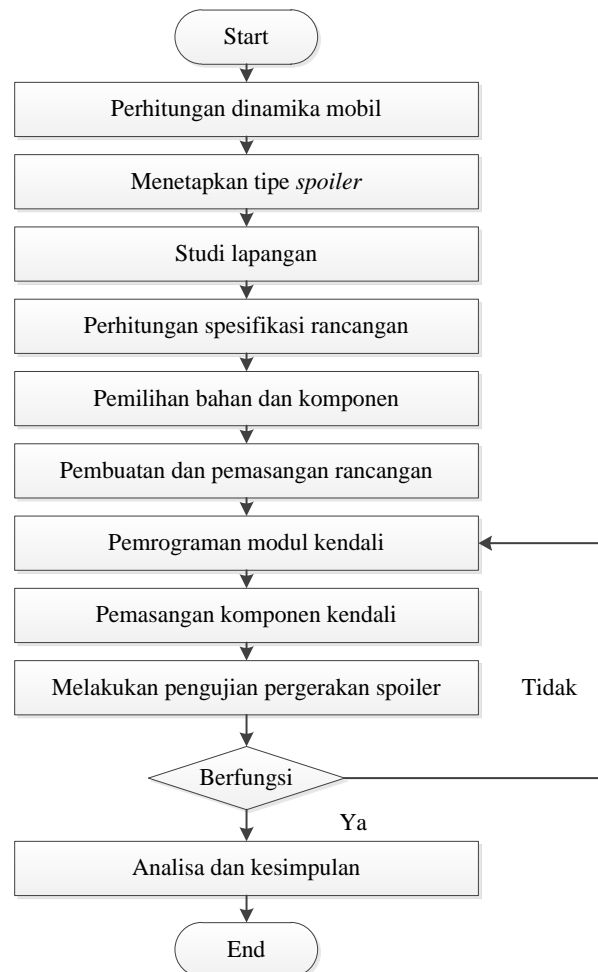 Start
Perhitungan dinamika mobil
Menetapkan tipe spoiler
Studi lapangan
Perhitungan spesifikasi rancangan
Pemilihan bahan dan komponen
Pembuatan dan pemasangan rancangan
Pemrograman modul kendali
Pemasangan komponen kendali
Melakukan pengujian pergerakan spoiler
Tidak
Berfungsi
Ya
Analisa dan kesimpulan
End